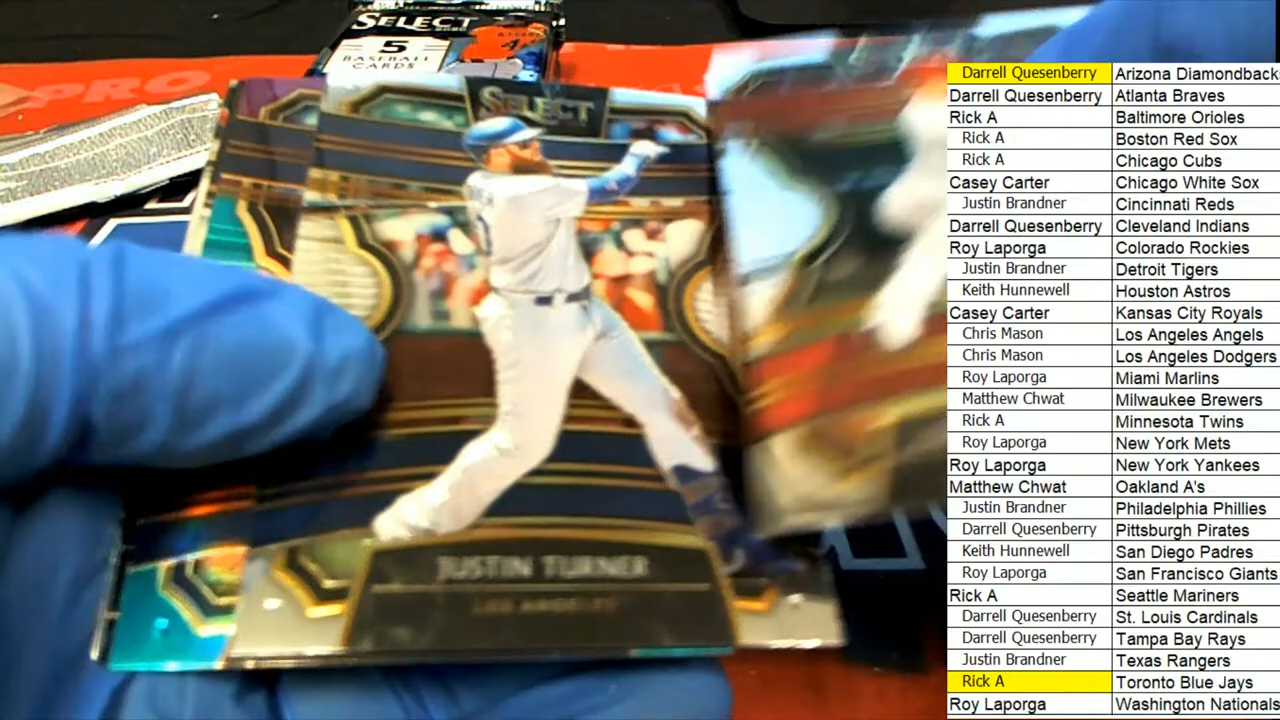 SELECT
5
BASEBALL
CARDS
PRO
SELECT
JUSTIN TURNER
LOS ANGELES
Darrell Quesenberry Arizona Diamondback
Darrell Quesenberry Atlanta Braves
Rick A Baltimore Orioles
Rick A Boston Red Sox
Rick A Chicago Cubs
Casey Carter Chicago White Sox
Justin Brandner Cincinnati Reds
Darrell Quesenberry Cleveland Indians
Roy Laporga Colorado Rockies
Justin Brandner Detroit Tigers
Keith Hunnewell Houston Astros
Casey Carter Kansas City Royals
Chris Mason Los Angeles Angels
Chris Mason Los Angeles Dodgers
Roy Laporga Miami Marlins
Matthew Chwat Milwaukee Brewers
Rick A Minnesota Twins
Roy Laporga New York Mets
Roy Laporga New York Yankees
Matthew Chwat Oakland A's
Justin Brandner Philadelphia Phillies
Darrell Quesenberry Pittsburgh Pirates
Keith Hunnewell San Diego Padres
Roy Laporga San Francisco Giants
Rick A Seattle Mariners
Darrell Quesenberry St. Louis Cardinals
Darrell Quesenberry Tampa Bay Rays
Justin Brandner Texas Rangers
Rick A Toronto Blue Jays
Roy Laporga Washington Nationals